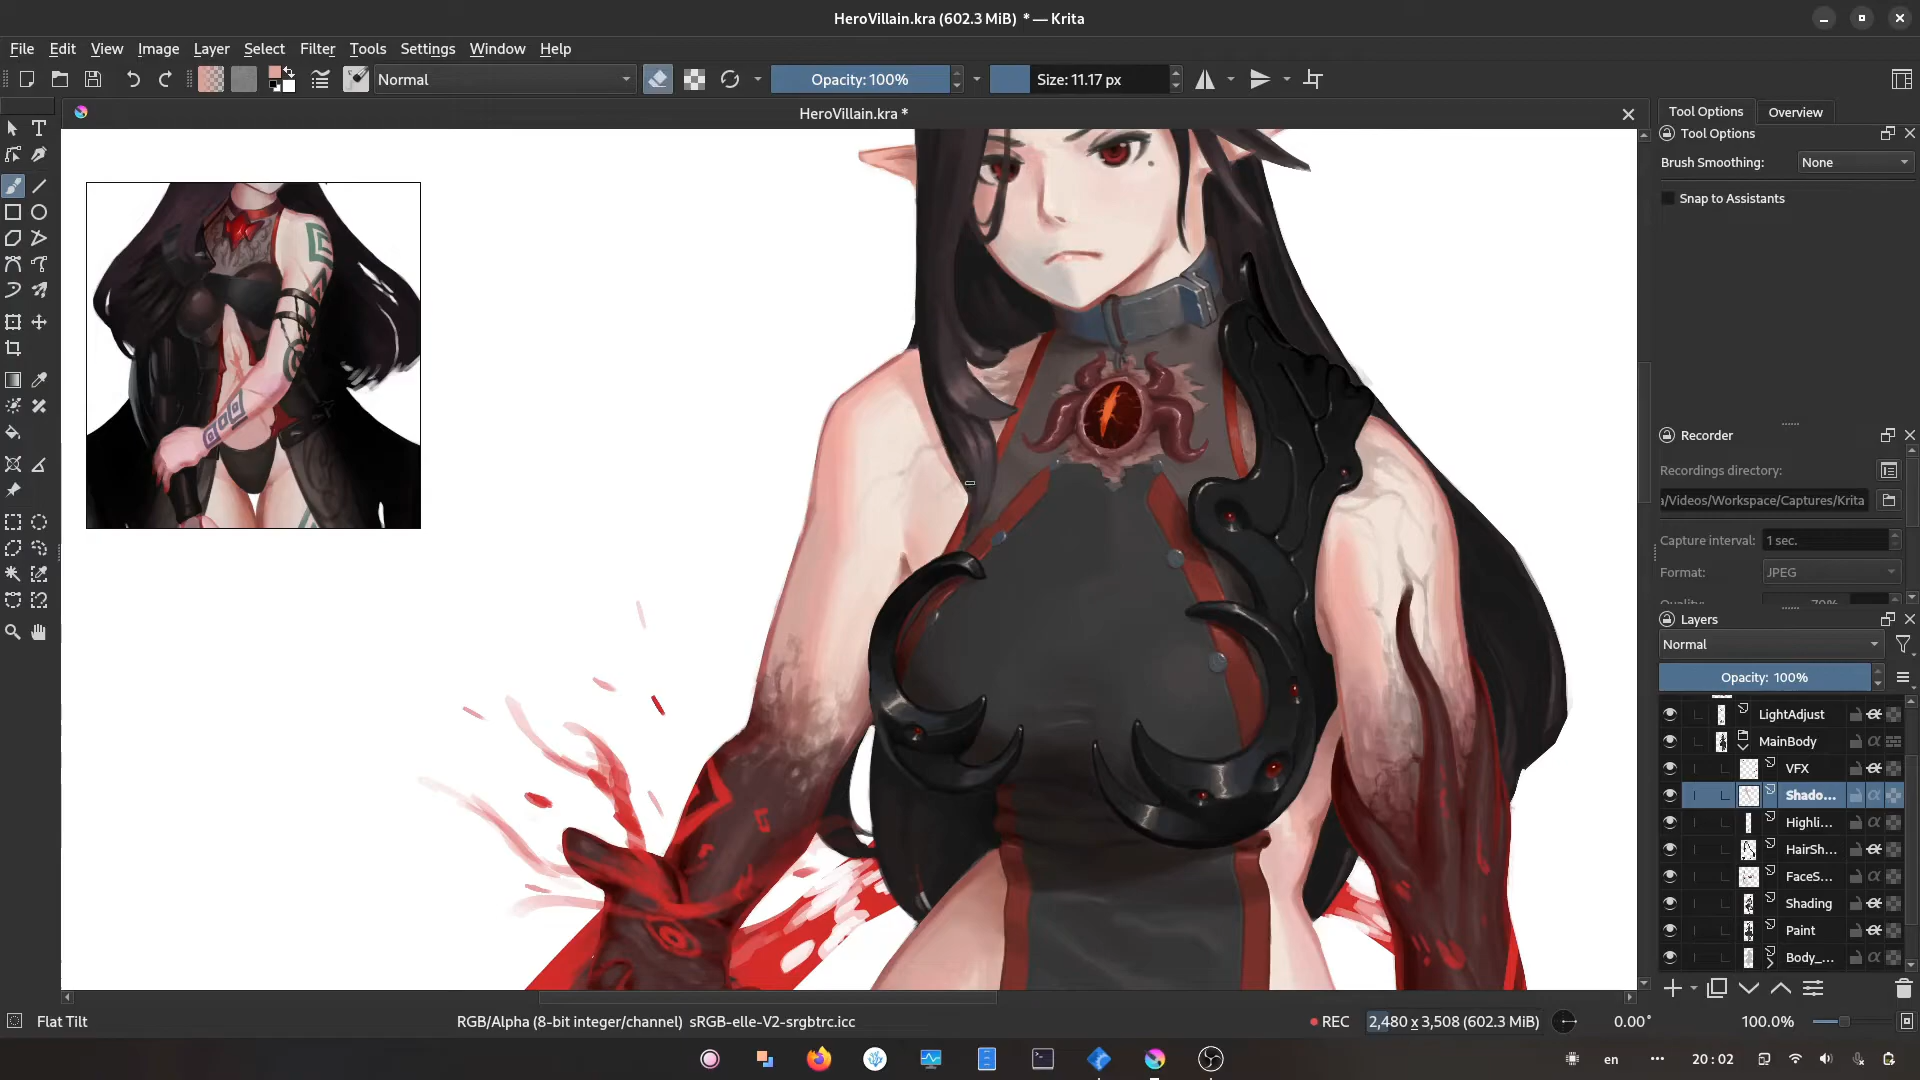 HeroVillain.kra (602.3 MiB) * — Krita
File Edit View Image Layer Select Filter Tools Settings Window Help
Normal
Opacity: 100%
Size: 11.17 px
HeroVillain.kra *
Tool Options
Overview
Tool Options
Brush Smoothing:
None
Snap to Assistants
Recorder
Recordings directory:
a/Videos/Workspace/Captures/Krita
Capture interval:
1 sec.
Format:
JPEG
Layers
Normal
Opacity: 100%
LightAdjust
MainBody
VFX
Shado...
Highli...
HairSh...
FaceS...
Shading
Paint
Body_...
Flat Tilt
RGB/Alpha (8-bit integer/channel) sRGB-elle-V2-srgbtrc.icc
REC
2,480 x 3,508 (602.3 MiB)
0.00°
100.0%
en
20:02